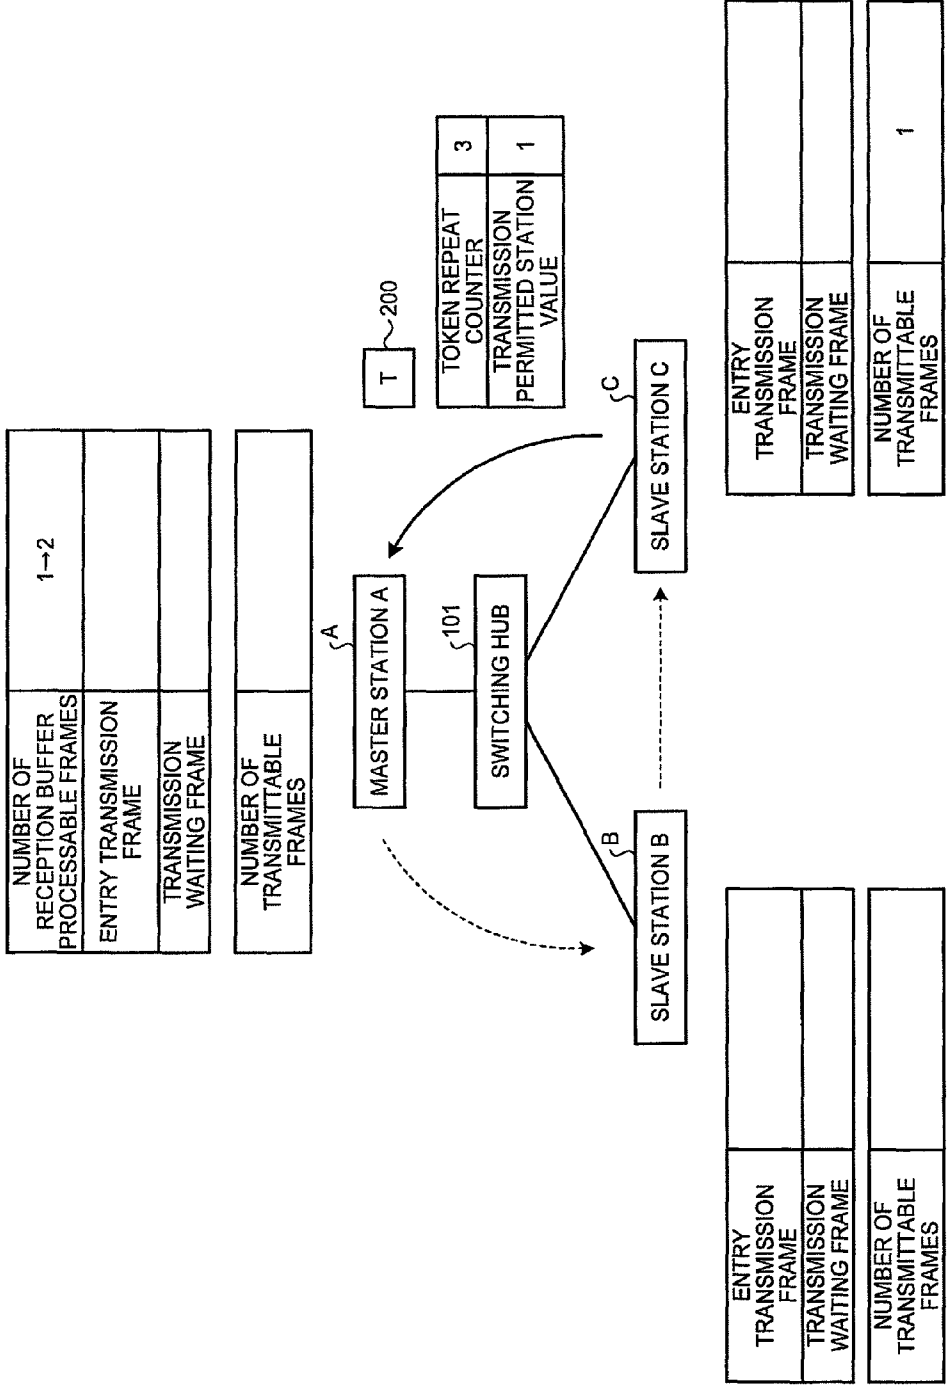 NUMBER OF
RECEPTION BUFFER
PROCESSABLE FRAMES
1→2
ENTRY TRANSMISSION
FRAME
TRANSMISSION
WAITING FRAME
NUMBER OF
TRANSMITTABLE
FRAMES
A
MASTER STATION A
T
200
TOKEN REPEAT
COUNTER
3
TRANSMISSION
PERMITTED STATION
VALUE
1
101
SWITCHING HUB
B
SLAVE STATION B
C
SLAVE STATION C
ENTRY
TRANSMISSION
FRAME
TRANSMISSION
WAITING FRAME
NUMBER OF
TRANSMITTABLE
FRAMES
ENTRY
TRANSMISSION
FRAME
TRANSMISSION
WAITING FRAME
NUMBER OF
TRANSMITTABLE
FRAMES
1